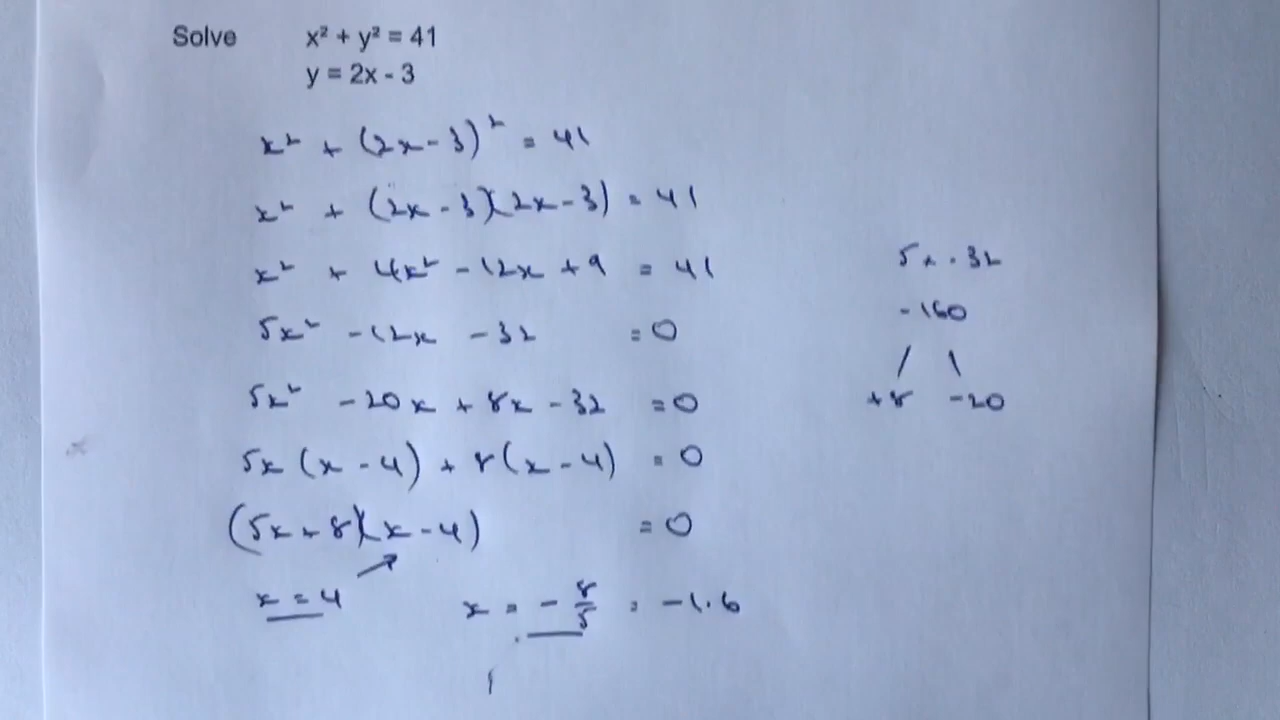 Solve x² + y² = 41
y = 2x - 3
x² + (2x - 3)² = 41
x² + (2x - 3)(2x - 3) = 41
x² + 4x² - 12x + 9 = 41
5x² - 12x - 32 = 0
5x² - 20x + 8x - 32 = 0
5x (x - 4) + 8(x - 4) = 0
(5x + 8)(x - 4) = 0
x = 4 x = - 8/5 = -1.6
5 x - 32
-160
+8 -20